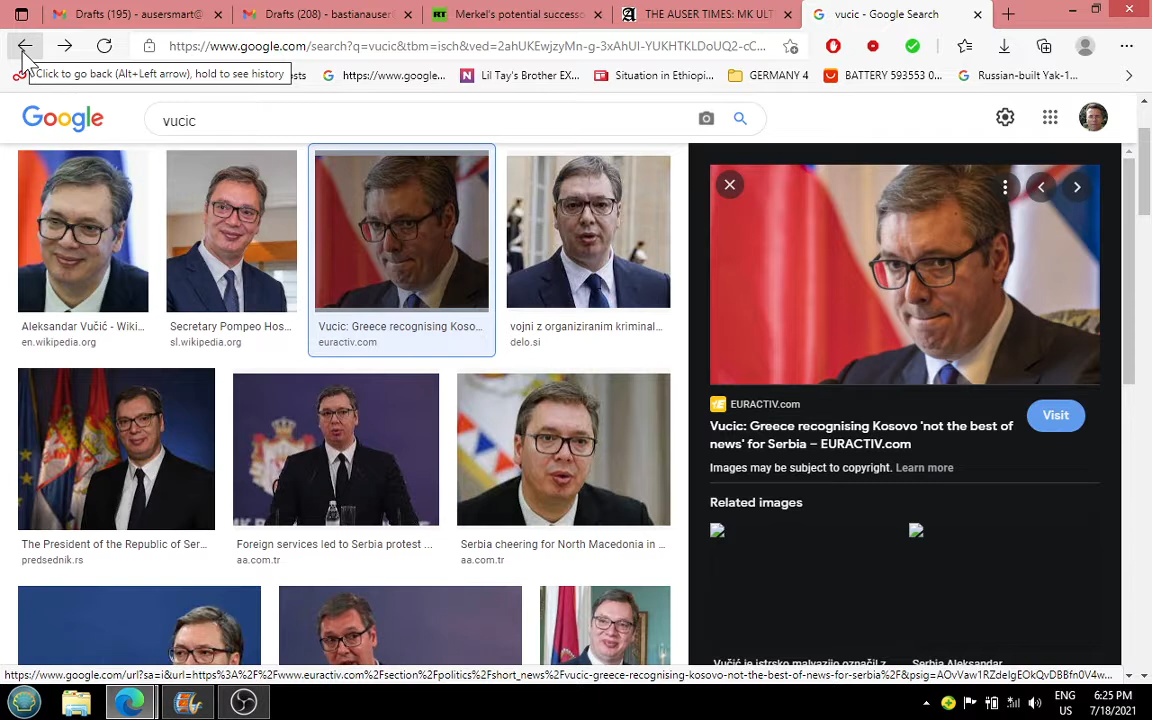 Drafts (195) - ausersmart@
Drafts (208) - bastianauser
Merkel's potential successo
THE AUSER TIMES: MK ULT
vucic - Google Search
https://www.google.com/search?q=vucic&tbm=isch&ved=2ahUKEwjzyMn-g-3xAhUI-YUKHTKLDoUQ2-cC...
Click to go back (Alt+Left arrow), hold to see history
sts
https://www.google...
Lil Tay's Brother EX...
Situation in Ethiopi...
GERMANY 4
BATTERY 593553 0...
Russian-built Yak-1...
Google
vucic
Aleksandar Vučić - Wiki...
en.wikipedia.org
Secretary Pompeo Hos...
sl.wikipedia.org
Vucic: Greece recognising Koso...
euractiv.com
vojni z organiziranim kriminal...
delo.si
EURACTIV.com
Visit
Vucic: Greece recognising Kosovo 'not the best of
news' for Serbia – EURACTIV.com
Images may be subject to copyright. Learn more
Related images
The President of the Republic of Ser...
predsednik.rs
Foreign services led to Serbia protest ...
aa.com.tr
Serbia cheering for North Macedonia in ...
aa.com.tr
Vučić je istrsko malvazijo označil z
Serbia Aleksandar
https://www.google.com/url?sa=i&url=https%3A%2F%2Fwww.euractiv.com%2Fsection%2Fpolitics%2Fshort_news%2Fvucic-greece-recognising-kosovo-not-the-best-of-news-for-serbia%2F&psig=AOvVaw1RZdeIgEOkQvDBBfn0V4w...
ENG
US
6:25 PM
7/18/2021